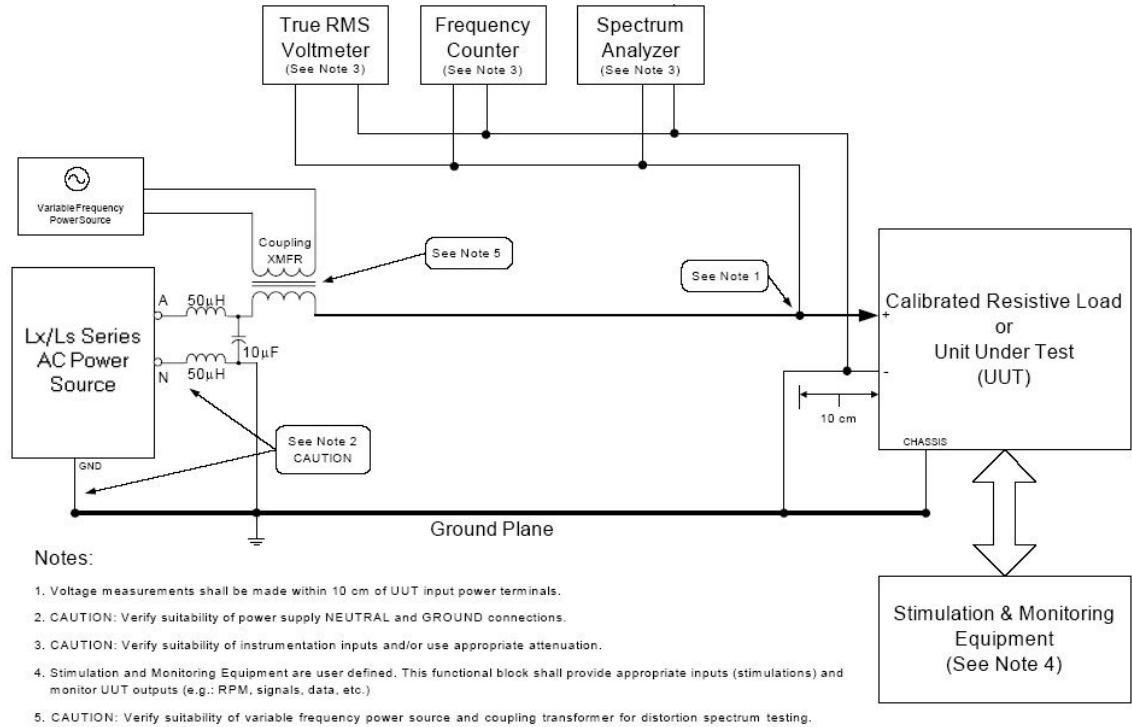 True RMS
Voltmeter
(See Note 3)
Frequency
Counter
(See Note 3)
Spectrum
Analyzer
(See Note 3)
Variable Frequency
Power Source
Coupling
XMFR
See Note 5
See Note 1
Lx/Ls Series
AC Power
Source
A
50µH
10µF
N
50µH
GND
See Note 2
CAUTION
+
-
10 cm
Calibrated Resistive Load
or
Unit Under Test
(UUT)
CHASSIS
Ground Plane
Stimulation & Monitoring
Equipment
(See Note 4)
Notes:
1. Voltage measurements shall be made within 10 cm of UUT input power terminals.
2. CAUTION: Verify suitability of power supply NEUTRAL and GROUND connections.
3. CAUTION: Verify suitability of instrumentation inputs and/or use appropriate attenuation.
4. Stimulation and Monitoring Equipment are user defined. This functional block shall provide appropriate inputs (stimulations) and
monitor UUT outputs (e.g.: RPM, signals, data, etc.)
5. CAUTION: Verify suitability of variable frequency power source and coupling transformer for distortion spectrum testing.